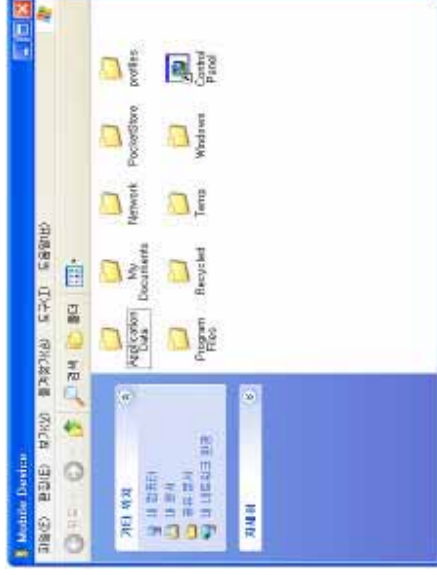 Mobile Device
파일(F) 편집(E) 보기(V) 즐겨찾기(A) 도구(T) 도움말(H)
뒤로 검색 폴더
기타 위치
내 컴퓨터
내 문서
공유 문서
내 네트워크 환경
자세히
Application Data
My Documents
Network
PocketStore
profiles
Program Files
Recycled
Temp
Windows
Control Panel